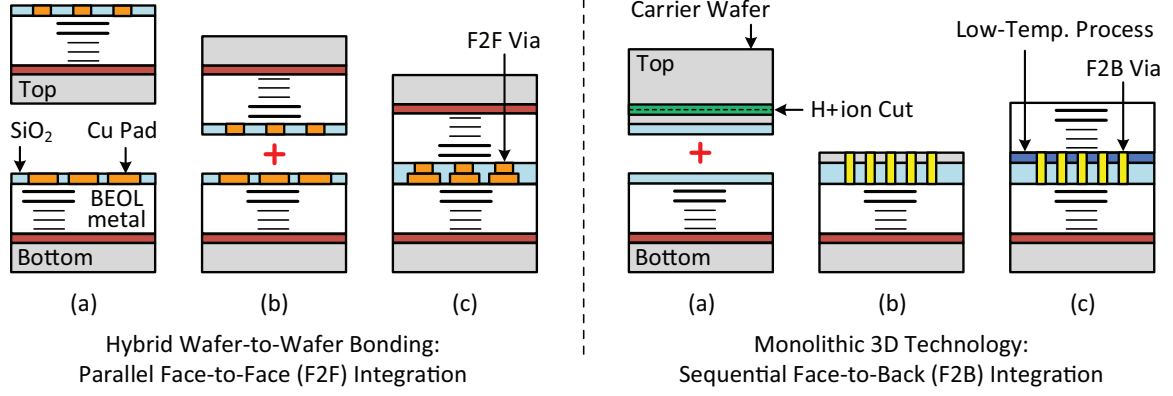 Top
SiO2
Cu Pad
BEOL
metal
Bottom
F2F Via
(a)
(b)
(c)
Hybrid Wafer-to-Wafer Bonding:
Parallel Face-to-Face (F2F) Integration
Carrier Wafer
Top
H+ion Cut
Bottom
Low-Temp. Process
F2B Via
(a)
(b)
(c)
Monolithic 3D Technology:
Sequential Face-to-Back (F2B) Integration